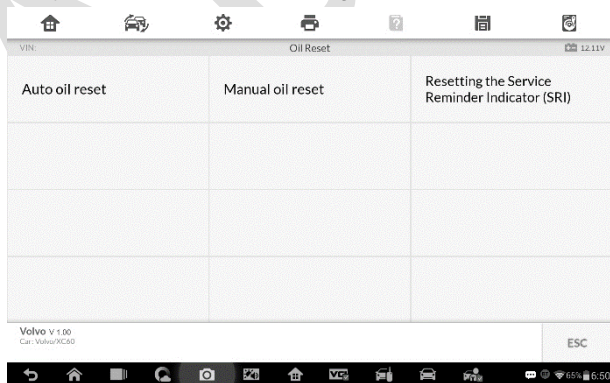 VIN:
Oil Reset
12.11V
Auto oil reset
Manual oil reset
Resetting the Service
Reminder Indicator (SRI)
Volvo V 1.00
Car: Volvo/XC60
ESC
65% 6:50